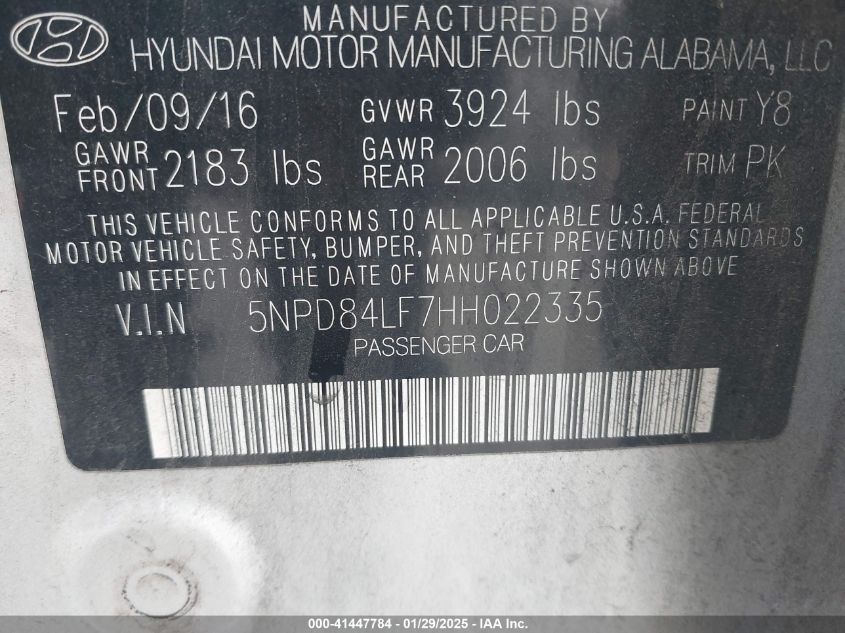 MANUFACTURED BY
HYUNDAI MOTOR MANUFACTURING ALABAMA, LLC
Feb/09/16 GVWR 3924 lbs PAINT Y8
GAWR FRONT 2183 lbs GAWR REAR 2006 lbs TRIM PK
THIS VEHICLE CONFORMS TO ALL APPLICABLE U.S.A. FEDERAL
MOTOR VEHICLE SAFETY, BUMPER, AND THEFT PREVENTION STANDARDS
IN EFFECT ON THE DATE OF MANUFACTURE SHOWN ABOVE
V.I.N 5NPD84LF7HH022335
PASSENGER CAR
000-41447784 - 01/29/2025 - IAA Inc.